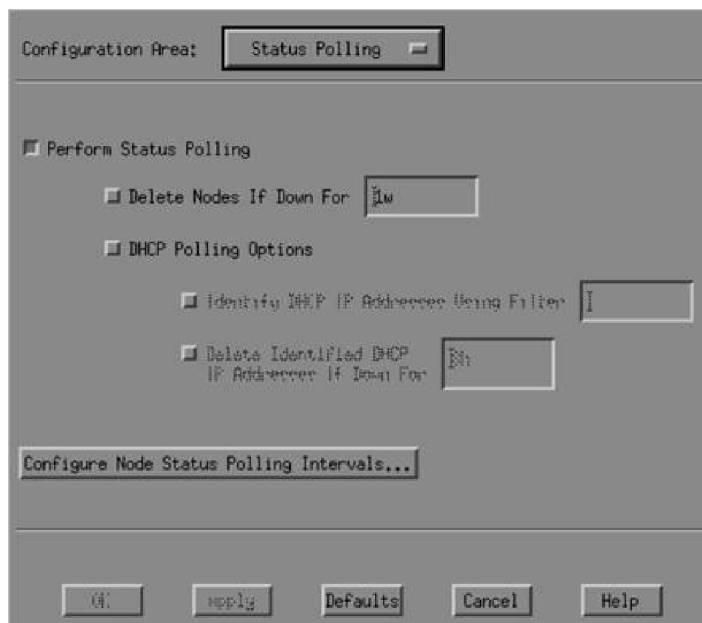 Configuration Area: Status Polling
Perform Status Polling
Delete Nodes If Down For 1w
DHCP Polling Options
Identify DHCP IP Addresses Using Filter
Delete Identified DHCP
IP Addresses If Down For
Configure Node Status Polling Intervals...
OK Apply Defaults Cancel Help